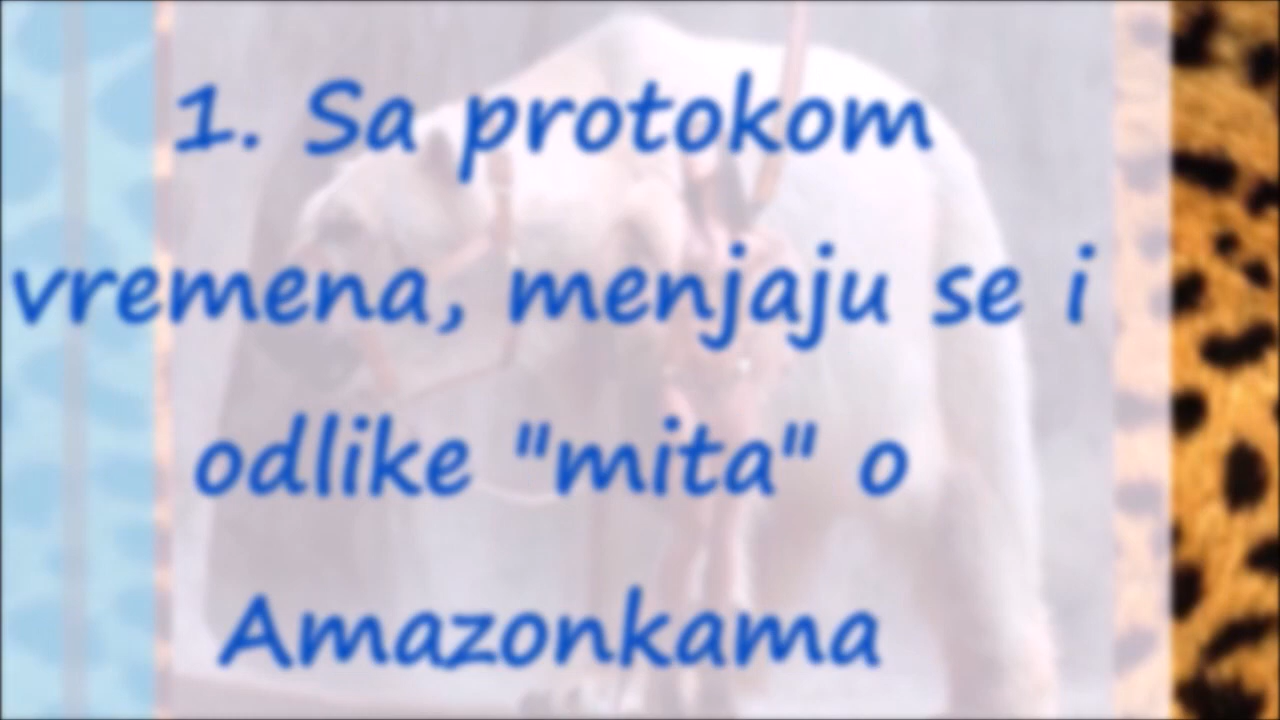 1. Sa protokom
vremena, menjaju se i
odlike "mita" o
Amazonkama